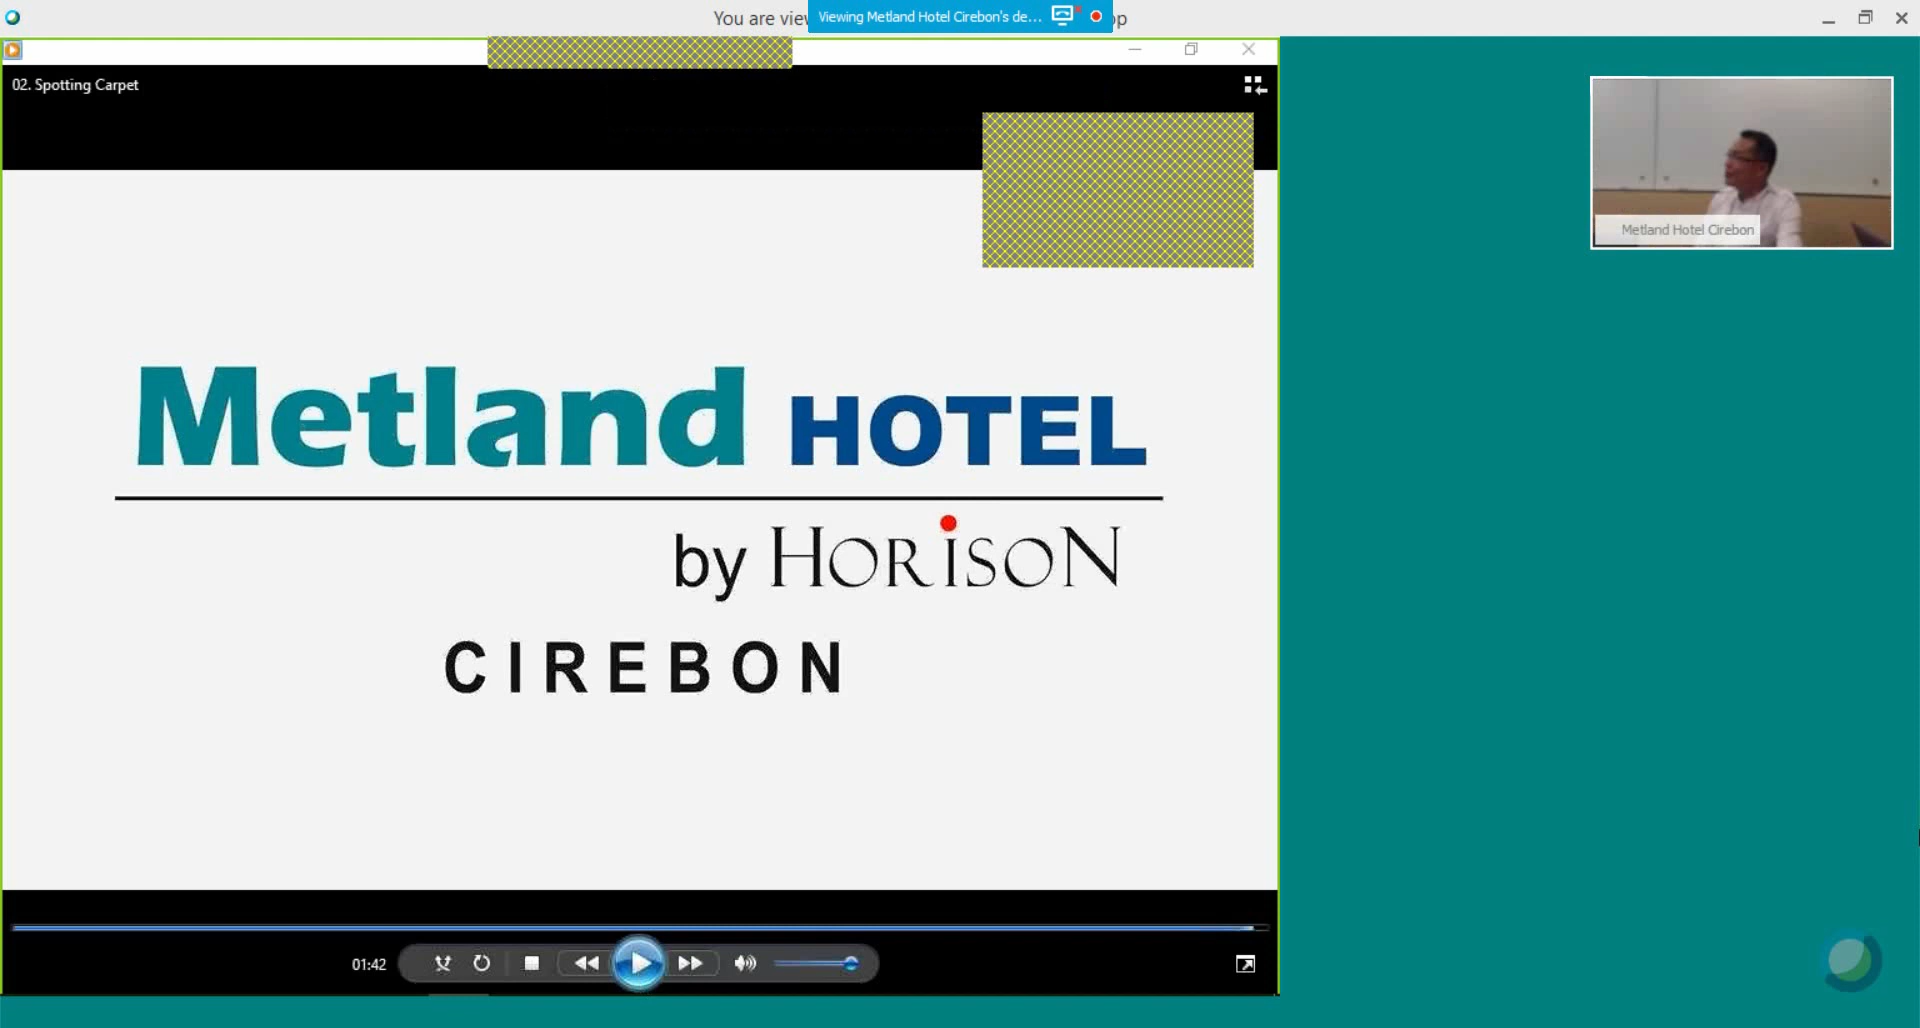 You are vie
Viewing Metland Hotel Cirebon's de...
op
02. Spotting Carpet
Metland Hotel Cirebon
Metland HOTEL
by HORiSON
CIREBON
01:42